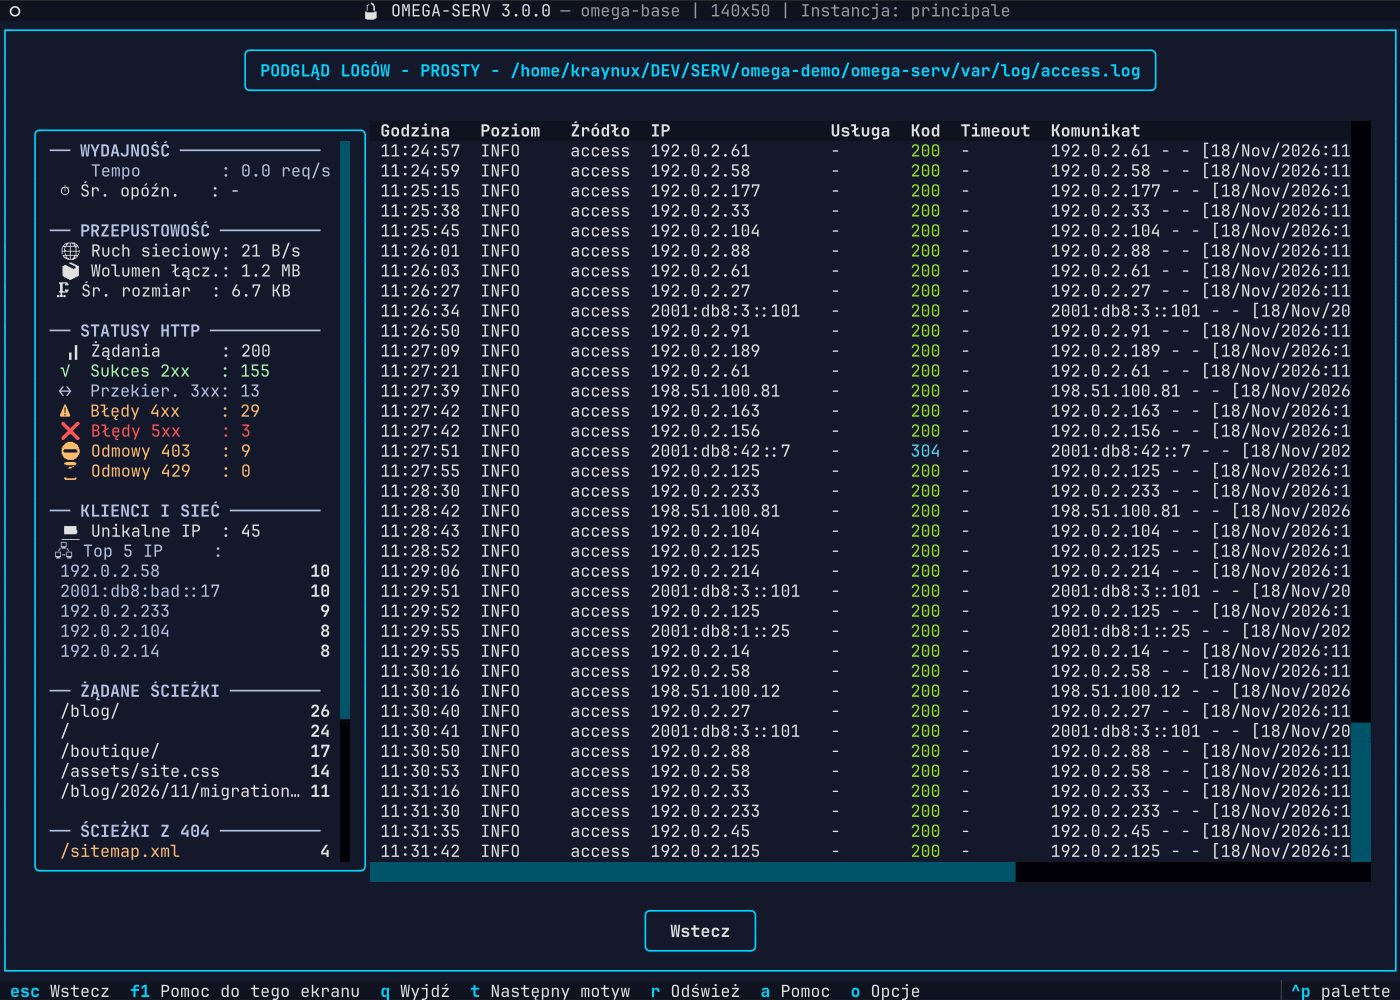 OMEGA-SERV 3.0.0 — omega-base | 140x50 | Instancja: principale
PODGLĄD LOGÓW - PROSTY - /home/kraynux/DEV/SERV/omega-demo/omega-serv/var/log/access.log
WYDAJNOŚĆ
Tempo : 0.0 req/s
Śr. opóźn. : -
PRZEPUSTOWOŚĆ
Ruch sieciowy: 21 B/s
Wolumen łącz.: 1.2 MB
Śr. rozmiar : 6.7 KB
STATUSY HTTP
Żądania : 200
Sukces 2xx : 155
Przekier. 3xx: 13
Błędy 4xx : 29
Błędy 5xx : 3
Odmowy 403 : 9
Odmowy 429 : 0
KLIENCI I SIEĆ
Unikalne IP : 45
Top 5 IP :
192.0.2.58 10
2001:db8:bad::17 10
192.0.2.233 9
192.0.2.104 8
192.0.2.14 8
ŻĄDANE ŚCIEŻKI
/blog/ 26
/ 24
/boutique/ 17
/assets/site.css 14
/blog/2026/11/migration… 11
ŚCIEŻKI Z 404
/sitemap.xml 4
Godzina Poziom Źródło IP Usługa Kod Timeout Komunikat
11:24:57 INFO access 192.0.2.61 - 200 - 192.0.2.61 - - [18/Nov/2026:11
11:24:59 INFO access 192.0.2.58 - 200 - 192.0.2.58 - - [18/Nov/2026:11
11:25:15 INFO access 192.0.2.177 - 200 - 192.0.2.177 - - [18/Nov/2026:1
11:25:38 INFO access 192.0.2.33 - 200 - 192.0.2.33 - - [18/Nov/2026:11
11:25:45 INFO access 192.0.2.104 - 200 - 192.0.2.104 - - [18/Nov/2026:1
11:26:01 INFO access 192.0.2.88 - 200 - 192.0.2.88 - - [18/Nov/2026:11
11:26:03 INFO access 192.0.2.61 - 200 - 192.0.2.61 - - [18/Nov/2026:11
11:26:27 INFO access 192.0.2.27 - 200 - 192.0.2.27 - - [18/Nov/2026:11
11:26:34 INFO access 2001:db8:3::101 - 200 - 2001:db8:3::101 - - [18/Nov/20
11:26:50 INFO access 192.0.2.91 - 200 - 192.0.2.91 - - [18/Nov/2026:11
11:27:09 INFO access 192.0.2.189 - 200 - 192.0.2.189 - - [18/Nov/2026:1
11:27:21 INFO access 192.0.2.61 - 200 - 192.0.2.61 - - [18/Nov/2026:11
11:27:39 INFO access 198.51.100.81 - 200 - 198.51.100.81 - - [18/Nov/2026
11:27:42 INFO access 192.0.2.163 - 200 - 192.0.2.163 - - [18/Nov/2026:1
11:27:42 INFO access 192.0.2.156 - 200 - 192.0.2.156 - - [18/Nov/2026:1
11:27:51 INFO access 2001:db8:42::7 - 304 - 2001:db8:42::7 - - [18/Nov/202
11:27:55 INFO access 192.0.2.125 - 200 - 192.0.2.125 - - [18/Nov/2026:1
11:28:30 INFO access 192.0.2.233 - 200 - 192.0.2.233 - - [18/Nov/2026:1
11:28:42 INFO access 198.51.100.81 - 200 - 198.51.100.81 - - [18/Nov/2026
11:28:43 INFO access 192.0.2.104 - 200 - 192.0.2.104 - - [18/Nov/2026:1
11:28:52 INFO access 192.0.2.125 - 200 - 192.0.2.125 - - [18/Nov/2026:1
11:29:06 INFO access 192.0.2.214 - 200 - 192.0.2.214 - - [18/Nov/2026:1
11:29:51 INFO access 2001:db8:3::101 - 200 - 2001:db8:3::101 - - [18/Nov/20
11:29:52 INFO access 192.0.2.125 - 200 - 192.0.2.125 - - [18/Nov/2026:1
11:29:55 INFO access 2001:db8:1::25 - 200 - 2001:db8:1::25 - - [18/Nov/202
11:29:55 INFO access 192.0.2.14 - 200 - 192.0.2.14 - - [18/Nov/2026:11
11:30:16 INFO access 192.0.2.58 - 200 - 192.0.2.58 - - [18/Nov/2026:11
11:30:16 INFO access 198.51.100.12 - 200 - 198.51.100.12 - - [18/Nov/2026
11:30:40 INFO access 192.0.2.27 - 200 - 192.0.2.27 - - [18/Nov/2026:11
11:30:41 INFO access 2001:db8:3::101 - 200 - 2001:db8:3::101 - - [18/Nov/20
11:30:50 INFO access 192.0.2.88 - 200 - 192.0.2.88 - - [18/Nov/2026:11
11:30:53 INFO access 192.0.2.58 - 200 - 192.0.2.58 - - [18/Nov/2026:11
11:31:16 INFO access 192.0.2.33 - 200 - 192.0.2.33 - - [18/Nov/2026:11
11:31:30 INFO access 192.0.2.233 - 200 - 192.0.2.233 - - [18/Nov/2026:1
11:31:35 INFO access 192.0.2.45 - 200 - 192.0.2.45 - - [18/Nov/2026:11
11:31:42 INFO access 192.0.2.125 - 200 - 192.0.2.125 - - [18/Nov/2026:1
Wstecz
esc Wstecz f1 Pomoc do tego ekranu q Wyjdź t Następny motyw r Odśwież a Pomoc o Opcje ^p palette